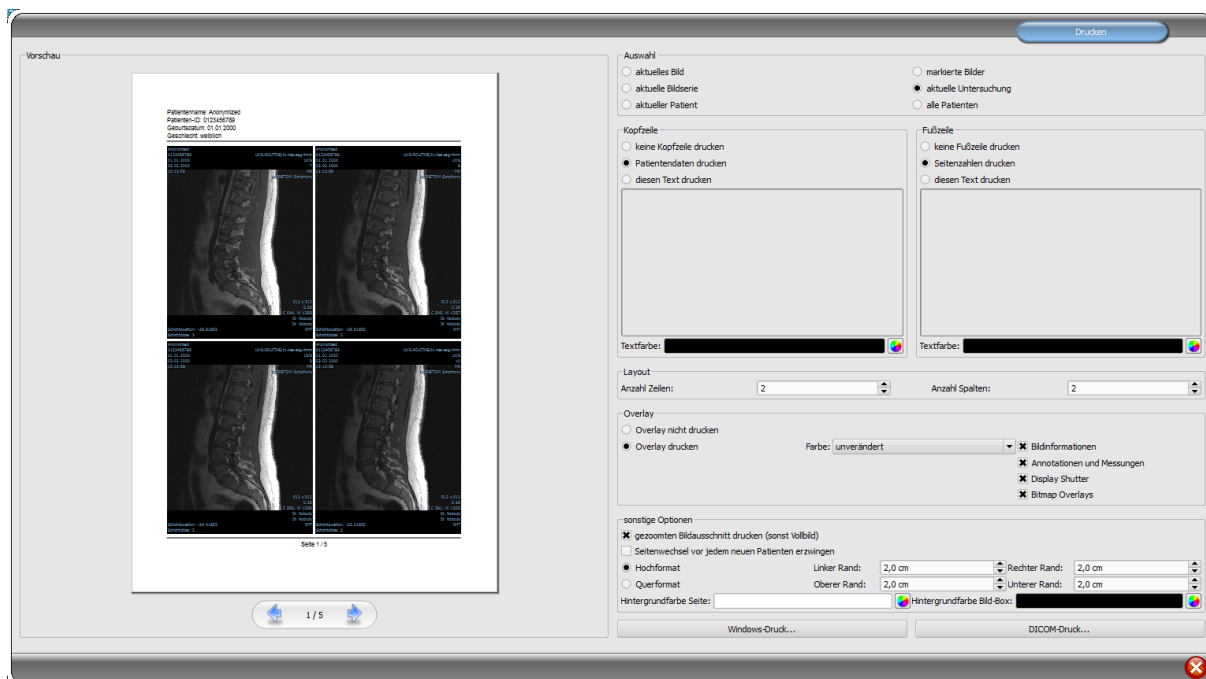 Drucken
Vorschau
Patientenname: Anonymized
Patienten-ID: 0123456789
Geburtsdatum: 01.01.2000
Geschlecht: weiblich
Seite 1 / 5
1 / 5
Auswahl
aktuelles Bild
markierte Bilder
aktuelle Bildserie
aktuelle Untersuchung
aktueller Patient
alle Patienten
Kopfzeile
keine Kopfzeile drucken
Patientendaten drucken
diesen Text drucken
Textfarbe:
Fußzeile
keine Fußzeile drucken
Seitenzahlen drucken
diesen Text drucken
Textfarbe:
Layout
Anzahl Zeilen: 2 Anzahl Spalten: 2
Overlay
Overlay nicht drucken
Overlay drucken Farbe: unverändert Bildinformationen
Annotationen und Messungen
Display Shutter
Bitmap Overlays
sonstige Optionen
gezoomten Bildausschnitt drucken (sonst Vollbild)
Seitenwechsel vor jedem neuen Patienten erzwingen
Hochformat Linker Rand: 2,0 cm Rechter Rand: 2,0 cm
Querformat Oberer Rand: 2,0 cm Unterer Rand: 2,0 cm
Hintergrundfarbe Seite: Hintergrundfarbe Bild-Box:
Windows-Druck... DICOM-Druck...